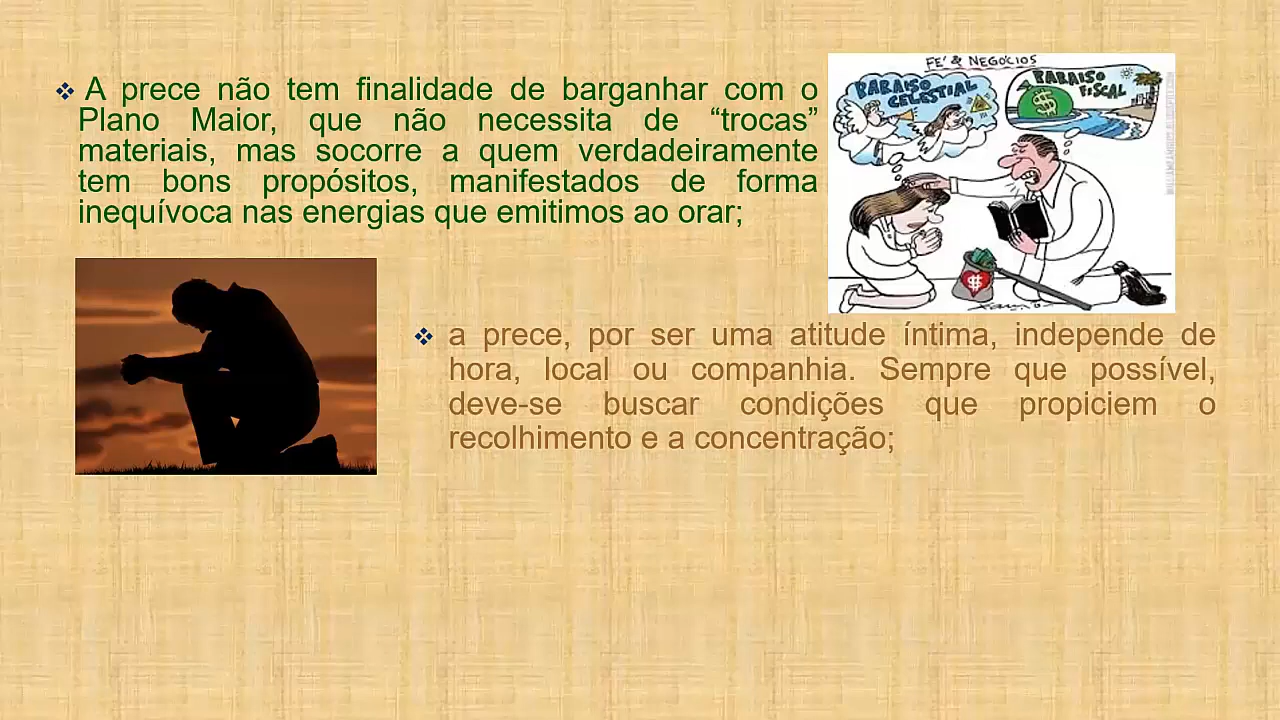 ❖ A prece não tem finalidade de barganhar com o
Plano Maior, que não necessita de “trocas”
materiais, mas socorre a quem verdadeiramente
tem bons propósitos, manifestados de forma
inequívoca nas energias que emitimos ao orar;
FÉ & NEGÓCIOS
PARAISO
CELESTIAL
PARAISO
FISCAL
$
$
❖ a prece, por ser uma atitude íntima, independe de
hora, local ou companhia. Sempre que possível,
deve-se buscar condições que propiciem o
recolhimento e a concentração;